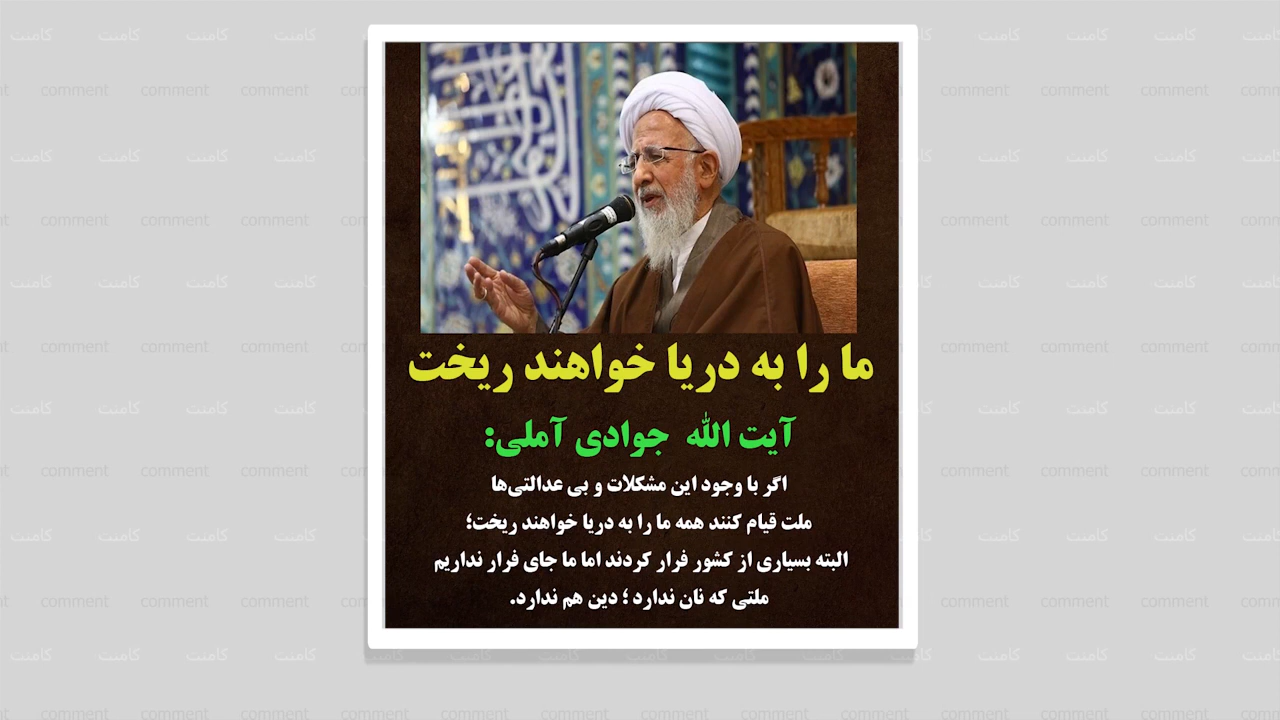 ما را به دریا خواهند ریخت
آیت الله جوادی آملی:
اگر با وجود این مشکلات و بی عدالتی‌ها
ملت قیام کنند همه ما را به دریا خواهند ریخت؛
البته بسیاری از کشور فرار کردند اما ما جای فرار نداریم
ملتی که نان ندارد ؛ دین هم ندارد.
کامنت
comment